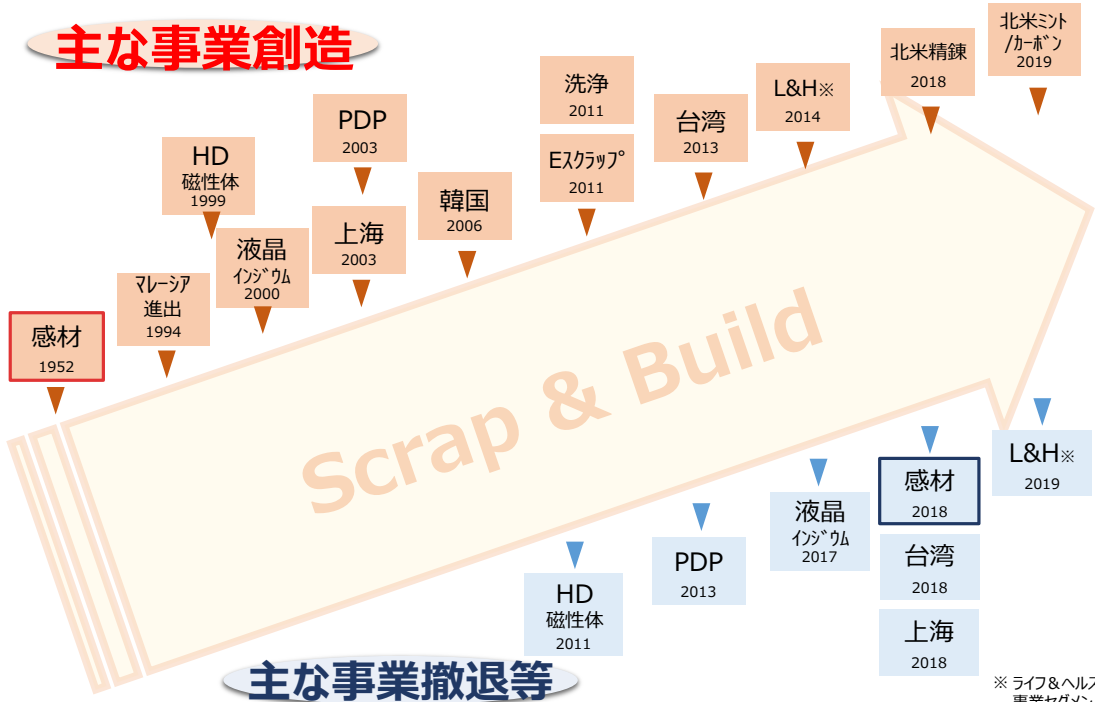 主な事業創造
北米ミント
/カーボン
2019
北米精錬
2018
洗浄
2011
L&H※
2014
PDP
2003
台湾
2013
HD
磁性体
1999
Eスクラップ
2011
韓国
2006
上海
2003
液晶
インジウム
2000
マレーシア
進出
1994
感材
1952
Scrap & Build
L&H※
2019
感材
2018
液晶
インジウム
2017
台湾
2018
PDP
2013
HD
磁性体
2011
上海
2018
主な事業撤退等
※ ライフ&ヘルス